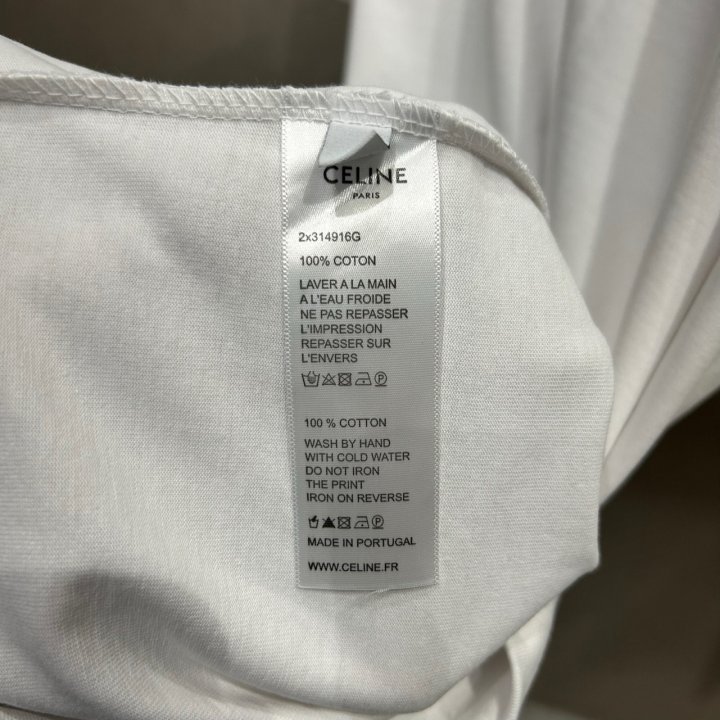 CELINE
PARIS
2x314916G
100% COTON
LAVER A LA MAIN
A L'EAU FROIDE
NE PAS REPASSER
L'IMPRESSION
REPASSER SUR
L'ENVERS
100 % COTTON
WASH BY HAND
WITH COLD WATER
DO NOT IRON
THE PRINT
IRON ON REVERSE
MADE IN PORTUGAL
WWW.CELINE.FR